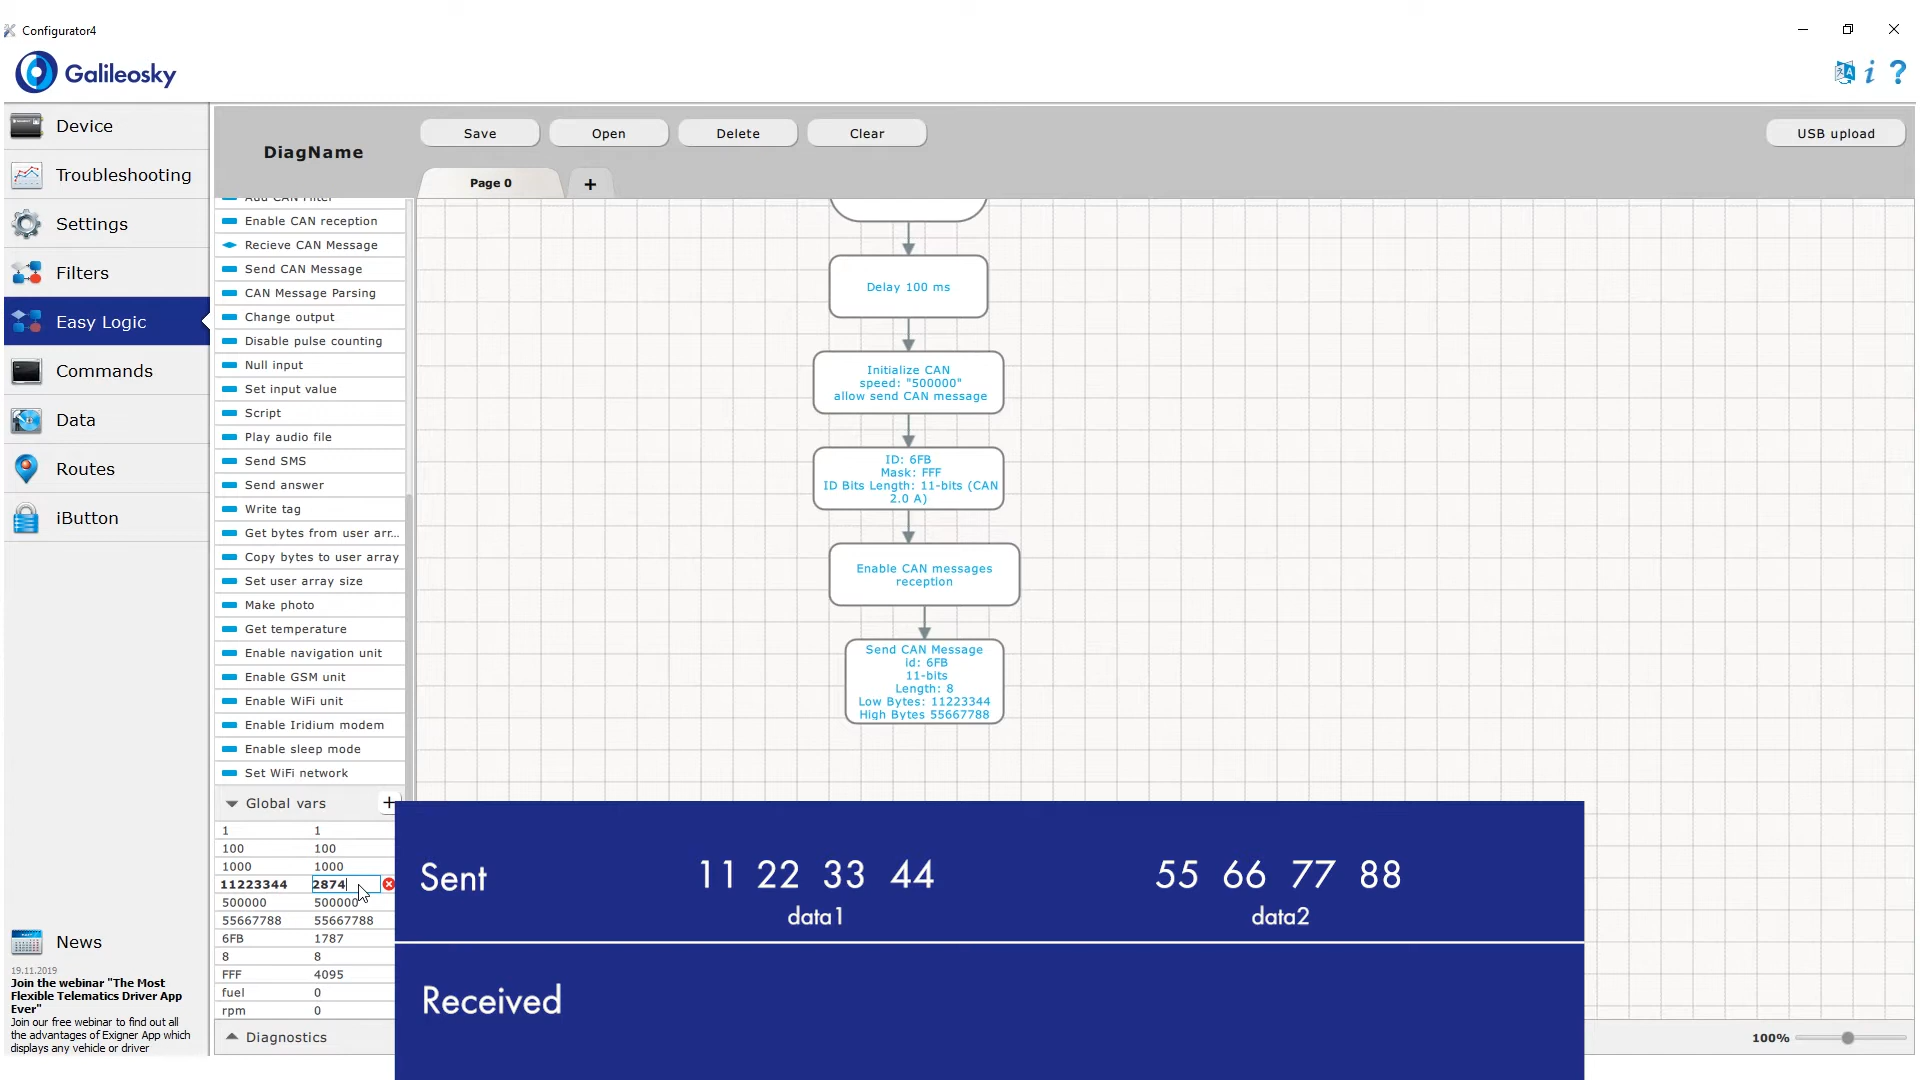 Configurator4
Galileosky
Device
Troubleshooting
Settings
Filters
Easy Logic
Commands
Data
Routes
iButton
News
19.11.2019
Join the webinar "The Most
Flexible Telematics Driver App
Ever"
Join our free webinar to find out all
the advantages of Exigner App which
displays any vehicle or driver
DiagName
Save
Open
Delete
Clear
USB upload
Page 0
+
Add CAN Filter
Enable CAN reception
Recieve CAN Message
Send CAN Message
CAN Message Parsing
Change output
Disable pulse counting
Null input
Set input value
Script
Play audio file
Send SMS
Send answer
Write tag
Get bytes from user arr...
Copy bytes to user array
Set user array size
Make photo
Get temperature
Enable navigation unit
Enable GSM unit
Enable WiFi unit
Enable Iridium modem
Enable sleep mode
Set WiFi network
Global vars +
1 1
100 100
1000 1000
11223344 2874
500000 500000
55667788 55667788
6FB 1787
8 8
FFF 4095
fuel 0
rpm 0
Diagnostics
Delay 100 ms
Initialize CAN
speed: "500000"
allow send CAN message
ID: 6FB
Mask: FFF
ID Bits Length: 11-bits (CAN
2.0 A)
Enable CAN messages
reception
Send CAN Message
id: 6FB
11-bits
Length: 8
Low Bytes: 11223344
High Bytes 55667788
Sent 11 22 33 44 55 66 77 88
data1 data2
Received
100%